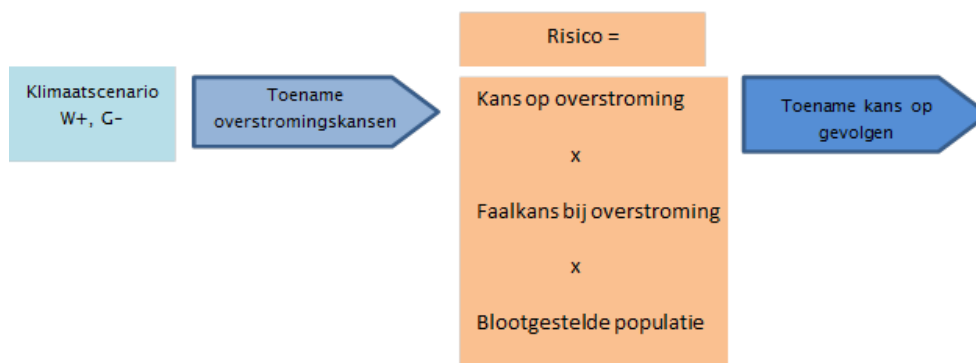 Klimaatscenario
W+, G-
Toename
overstromingskansen
Risico =
Kans op overstroming
x
Faalkans bij overstroming
x
Blootgestelde populatie
Toename kans op
gevolgen